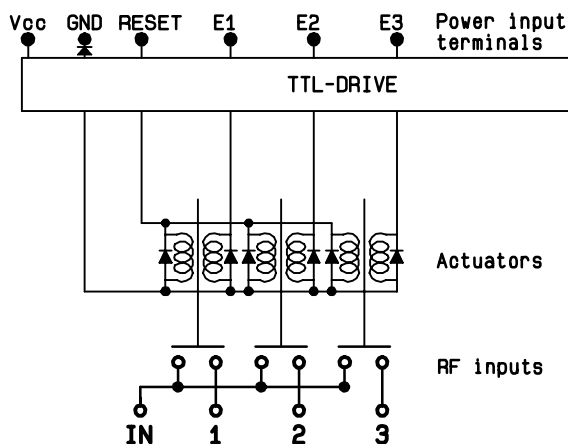 Vcc GND RESET E1 E2 E3 Power input
terminals
TTL-DRIVE
Actuators
RF inputs
IN 1 2 3